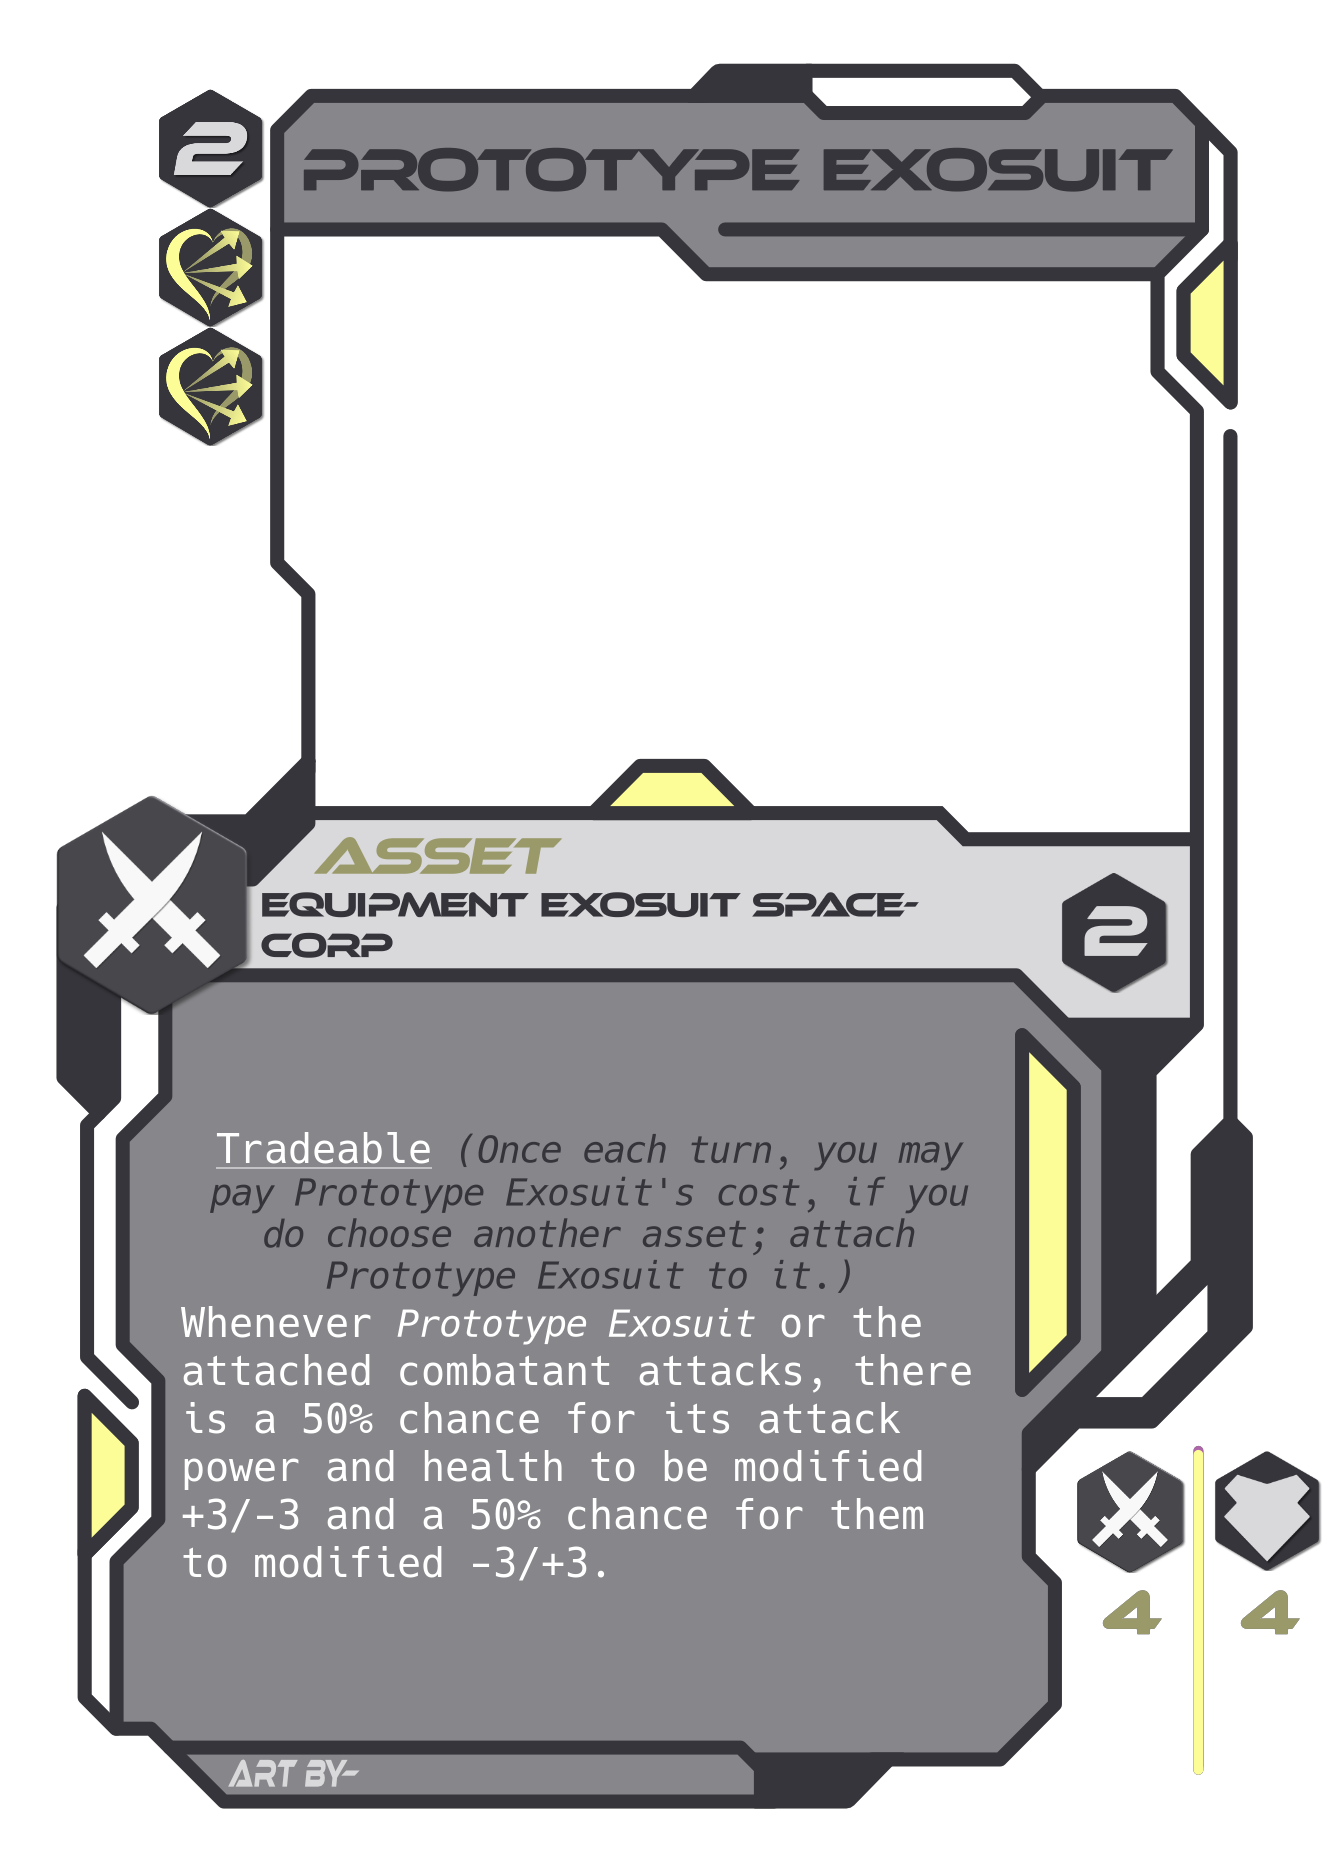 2
PROTOTYPE EXOSUIT
ASSET
EQUIPMENT EXOSUIT SPACE-
CORP
2
Tradeable (Once each turn, you may
pay Prototype Exosuit's cost, if you
do choose another asset; attach
Prototype Exosuit to it.)
Whenever Prototype Exosuit or the
attached combatant attacks, there
is a 50% chance for its attack
power and health to be modified
+3/-3 and a 50% chance for them
to modified -3/+3.
4 4
ART BY-